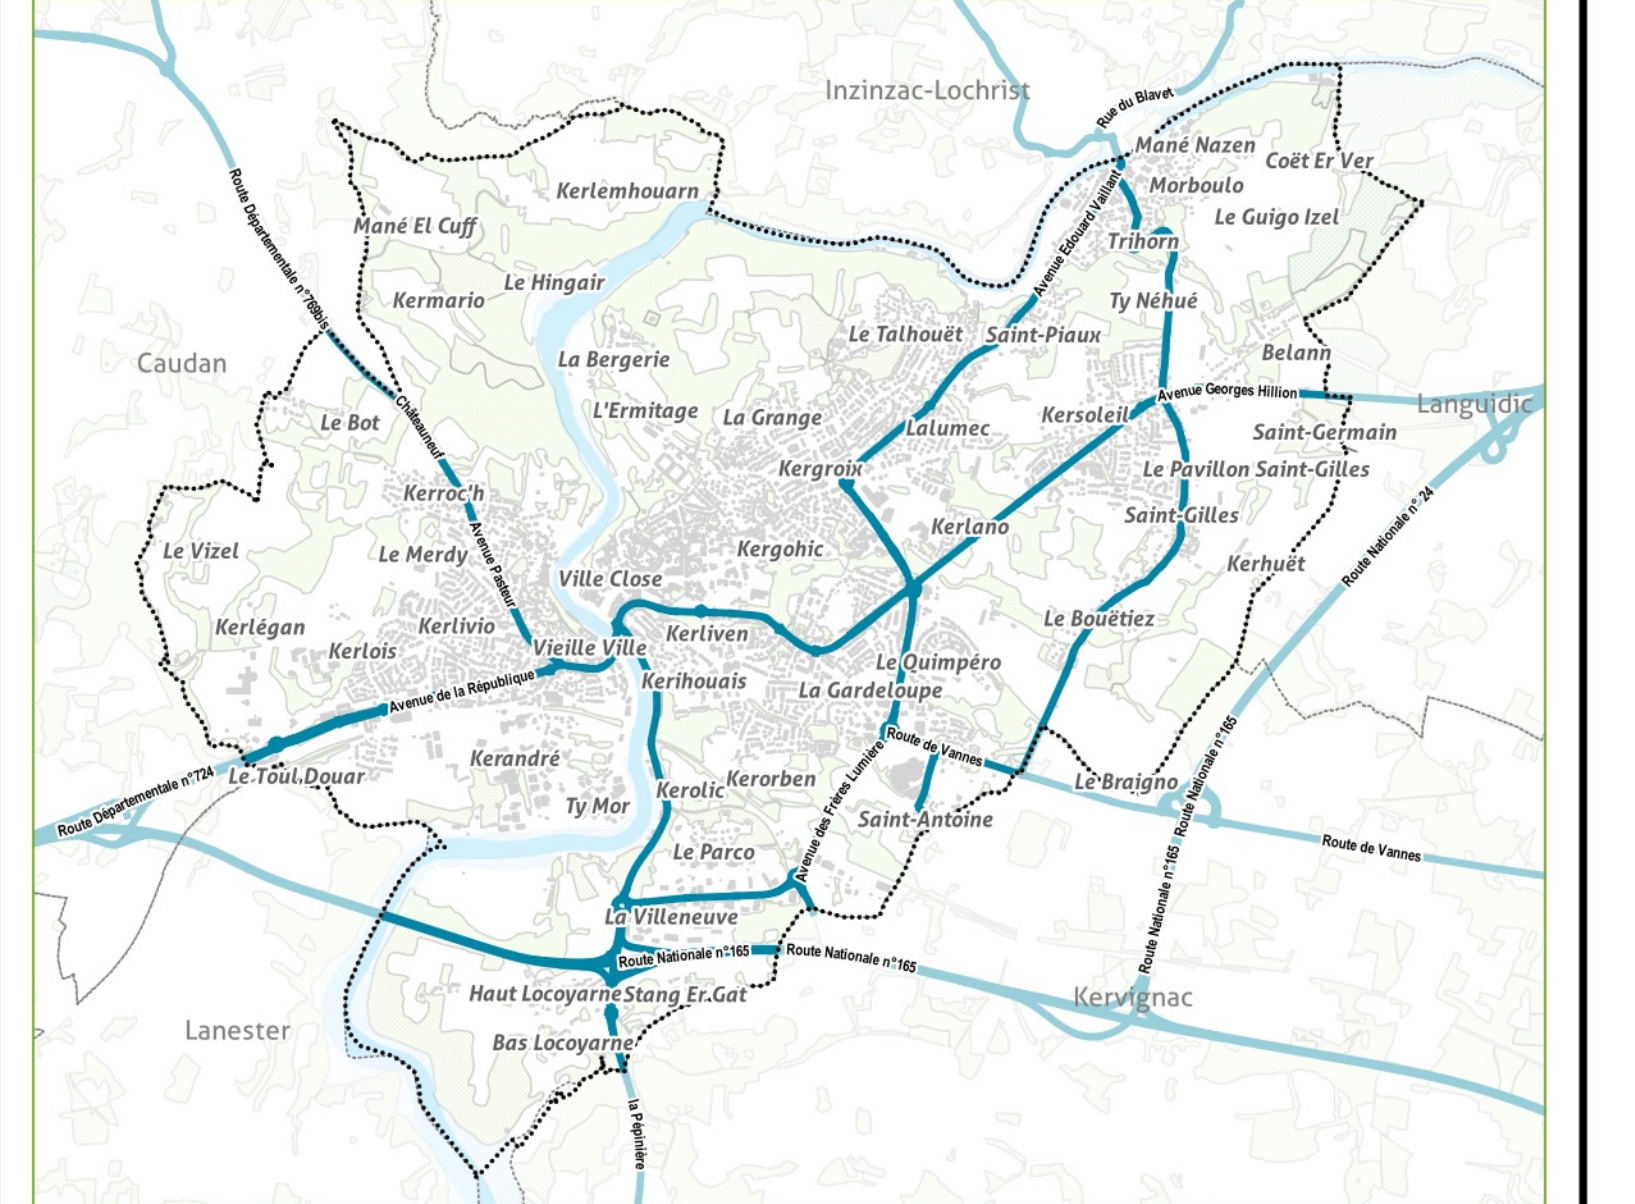 Inzinzac-Lochrist
Rue du Blavet
Mané Nazen
Coët Er Ver
Route Départementale n°769bis
Kerlemhouarn
Morboulo
Mané El Cuff
Avenue Edouard Vaillant
Le Guigo Izel
Trihorn
Le Hingair
Kermario
Ty Néhué
Le Talhouët
Saint-Piaux
Caudan
La Bergerie
Belann
Châteauneuf
Avenue Georges Hillion
Languidic
L'Ermitage
La Grange
Kersoleil
Le Bot
Lalumec
Saint-Germain
Kergroix
Le Pavillon Saint-Gilles
Kerroc'h
Saint-Gilles
Route Nationale n° 24
Avenue Pasteur
Kerlano
Le Vizel
Le Merdy
Kergohic
Kerhuët
Ville Close
Le Bouëtiez
Kerlégan
Kerlivio
Kerliven
Kerlois
Vieille Ville
Le Quimpéro
Avenue de la République
Kerihouais
La Gardeloupe
Route de Vannes
Route Nationale n°165
Kerandré
Le Toul Douar
Route Départementale n°724
Kerorben
Le Braigno
Kerolic
Ty Mor
Avenue des Frères Lumière
Saint-Antoine
Route Nationale n°165
Route de Vannes
Le Parco
La Villeneuve
Route Nationale n°165
Route Nationale n°165
Haut Locoyarne
Stang Er Gat
Kervignac
Lanester
Bas Locoyarne
la Pépinière